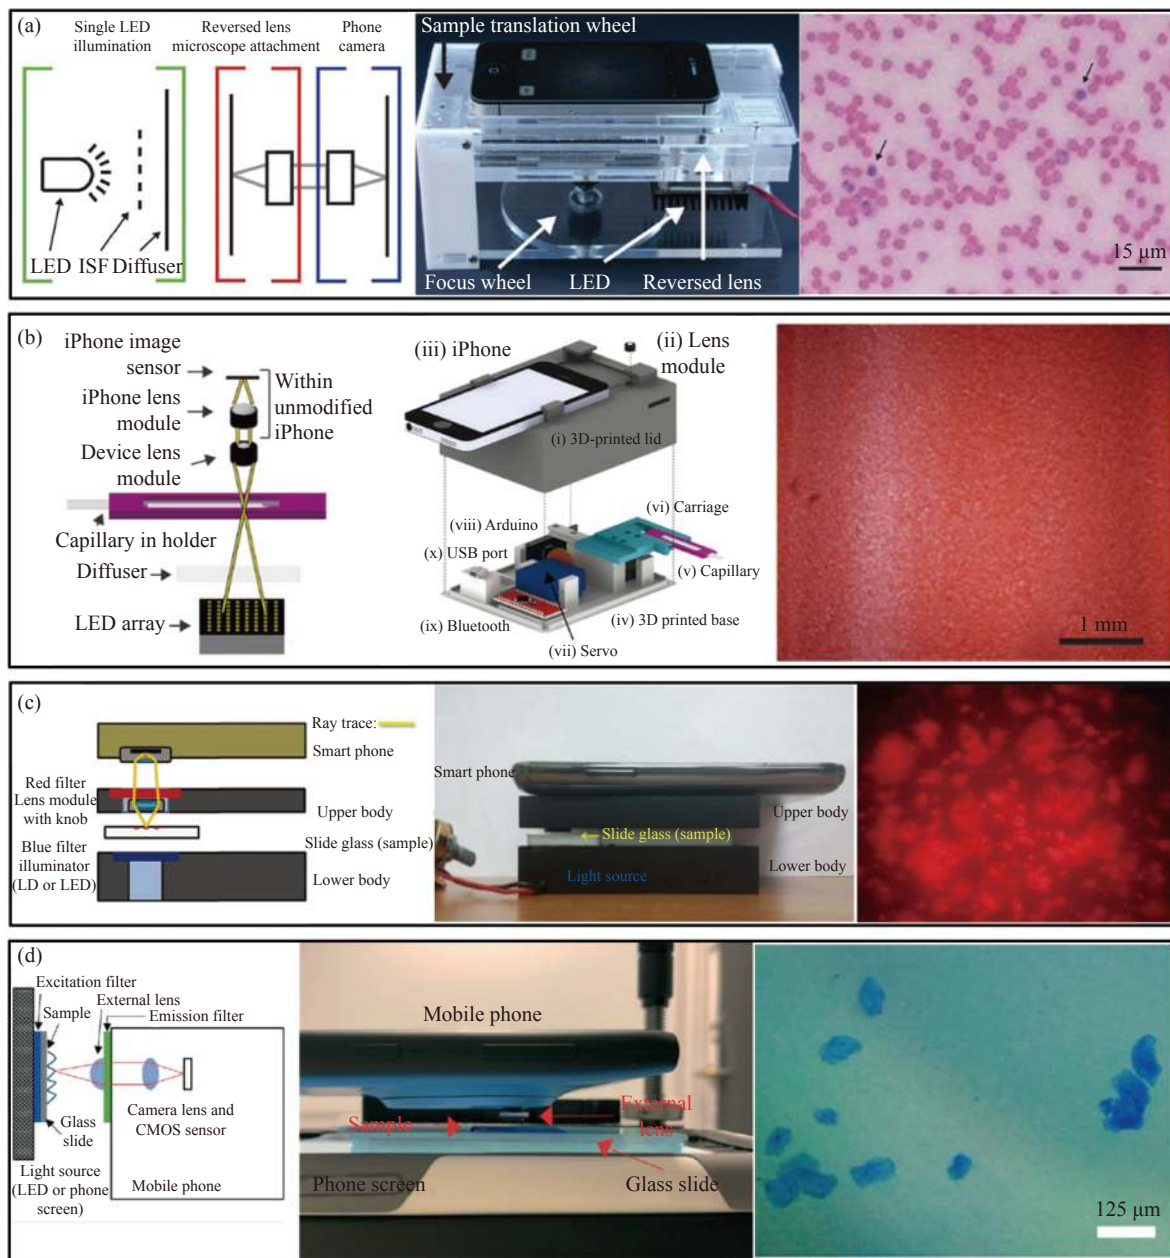 (a)
Single LED
illumination
Reversed lens
microscope attachment
Phone
camera
LED ISF Diffuser
Sample translation wheel
Focus wheel
LED
Reversed lens
15 μm
(b)
iPhone image
sensor
iPhone lens
module
Device lens
module
Within
unmodified
iPhone
Capillary in holder
Diffuser
LED array
(iii) iPhone
(ii) Lens
module
(i) 3D-printed lid
(viii) Arduino
(vi) Carriage
(x) USB port
(v) Capillary
(ix) Bluetooth
(iv) 3D printed base
(vii) Servo
1 mm
(c)
Ray trace:
Smart phone
Red filter
Lens module
with knob
Upper body
Slide glass (sample)
Blue filter
illuminator
(LD or LED)
Lower body
Smart phone
Upper body
Slide glass (sample)
Light source
Lower body
(d)
Excitation filter
Sample
External lens
Emission filter
Camera lens and
CMOS sensor
Glass
slide
Light source
(LED or phone
screen)
Mobile phone
Mobile phone
Sample
External
lens
Phone screen
Glass slide
125 μm